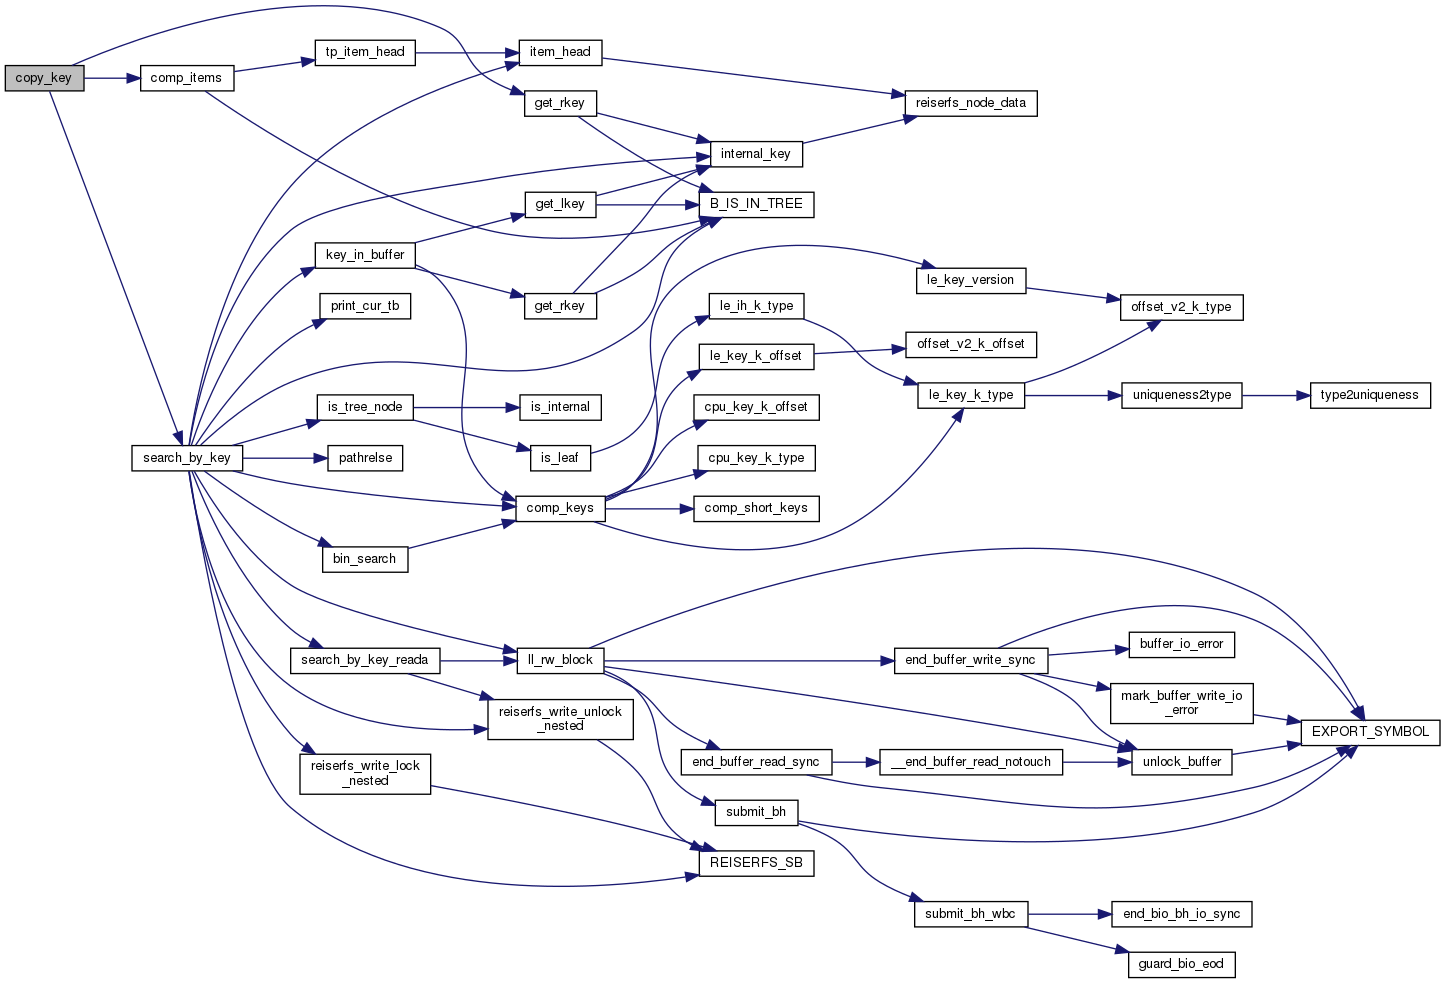 copy_key
comp_items
tp_item_head
item_head
get_rkey
reiserfs_node_data
internal_key
get_lkey
B_IS_IN_TREE
key_in_buffer
get_rkey
print_cur_tb
le_key_version
le_ih_k_type
offset_v2_k_type
le_key_k_offset
offset_v2_k_offset
is_tree_node
is_internal
cpu_key_k_offset
le_key_k_type
uniqueness2type
type2uniqueness
search_by_key
pathrelse
is_leaf
cpu_key_k_type
comp_keys
comp_short_keys
bin_search
search_by_key_reada
ll_rw_block
end_buffer_write_sync
buffer_io_error
mark_buffer_write_io
_error
reiserfs_write_unlock
_nested
EXPORT_SYMBOL
reiserfs_write_lock
_nested
end_buffer_read_sync
__end_buffer_read_notouch
unlock_buffer
submit_bh
REISERFS_SB
submit_bh_wbc
end_bio_bh_io_sync
guard_bio_eod